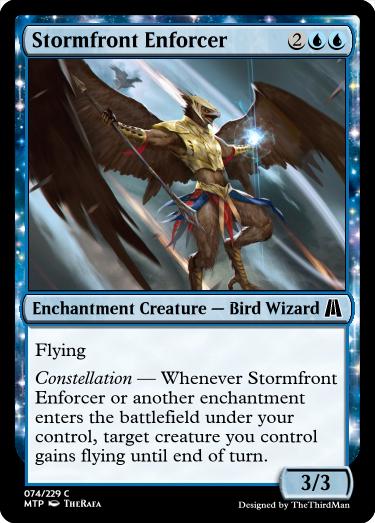 Stormfront Enforcer 2
Enchantment Creature — Bird Wizard
Flying
Constellation — Whenever Stormfront
Enforcer or another enchantment
enters the battlefield under your
control, target creature you control
gains flying until end of turn.
3/3
074/229 C
MTP TheRafa
Designed by TheThirdMan